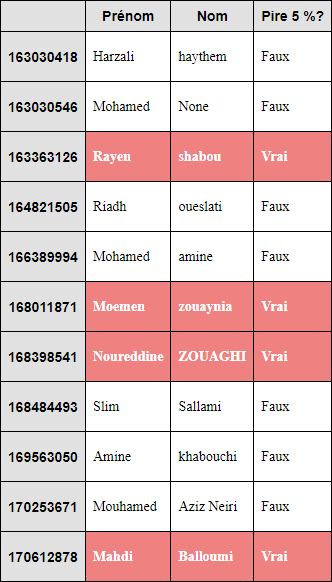 Prénom Nom Pire 5 %?
163030418 Harzali haythem Faux
163030546 Mohamed None Faux
163363126 Rayen shabou Vrai
164821505 Riadh oueslati Faux
166389994 Mohamed amine Faux
168011871 Moemen zouaynia Vrai
168398541 Noureddine ZOUAGHI Vrai
168484493 Slim Sallami Faux
169563050 Amine khabouchi Faux
170253671 Mouhamed Aziz Neiri Faux
170612878 Mahdi Balloumi Vrai